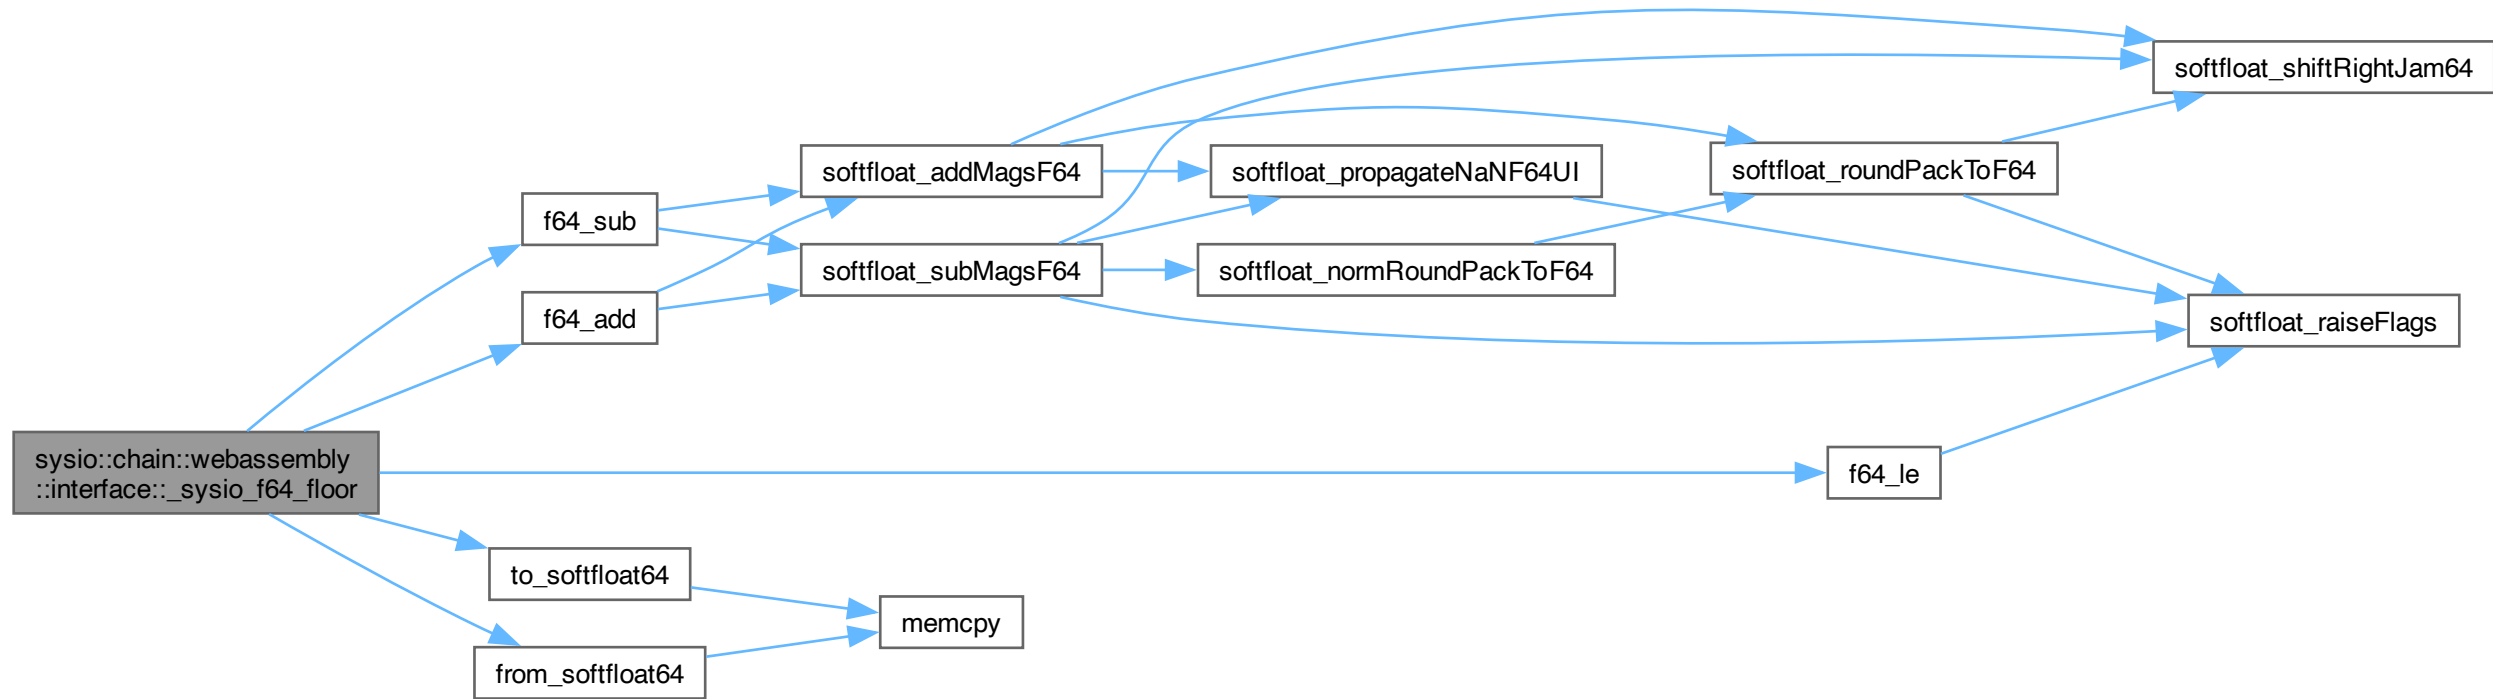 sysio::chain::webassembly
::interface::_sysio_f64_floor
f64_sub
f64_add
to_softfloat64
from_softfloat64
softfloat_addMagsF64
softfloat_subMagsF64
memcpy
softfloat_propagateNaNF64UI
softfloat_normRoundPackToF64
softfloat_roundPackToF64
f64_le
softfloat_shiftRightJam64
softfloat_raiseFlags